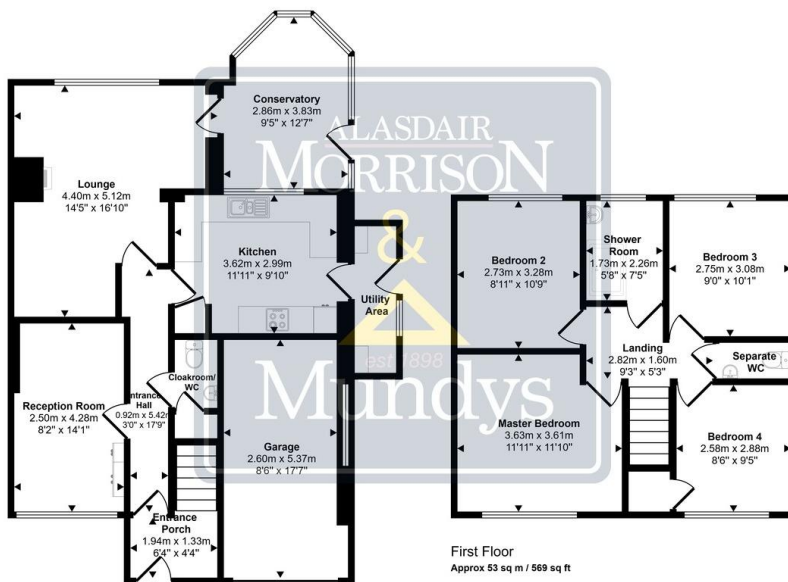 Conservatory
2.86m x 3.83m
9'5" x 12'7"
ALASDAIR
MORRISON
&
est 1898
Mundys
Lounge
4.40m x 5.12m
14'5" x 16'10"
Kitchen
3.62m x 2.99m
11'11" x 9'10"
Utility
Area
Cloakroom/
WC
Entrance
Hall
0.92m x 5.42m
3'0" x 17'9"
Reception Room
2.50m x 4.28m
8'2" x 14'1"
Garage
2.60m x 5.37m
8'6" x 17'7"
Entrance
Porch
1.94m x 1.33m
6'4" x 4'4"
Bedroom 2
2.73m x 3.28m
8'11" x 10'9"
Shower
Room
1.73m x 2.26m
5'8" x 7'5"
Bedroom 3
2.75m x 3.08m
9'0" x 10'1"
Landing
2.82m x 1.60m
9'3" x 5'3"
Separate
WC
Master Bedroom
3.63m x 3.61m
11'11" x 11'10"
Bedroom 4
2.58m x 2.88m
8'6" x 9'5"
First Floor
Approx 53 sq m / 569 sq ft